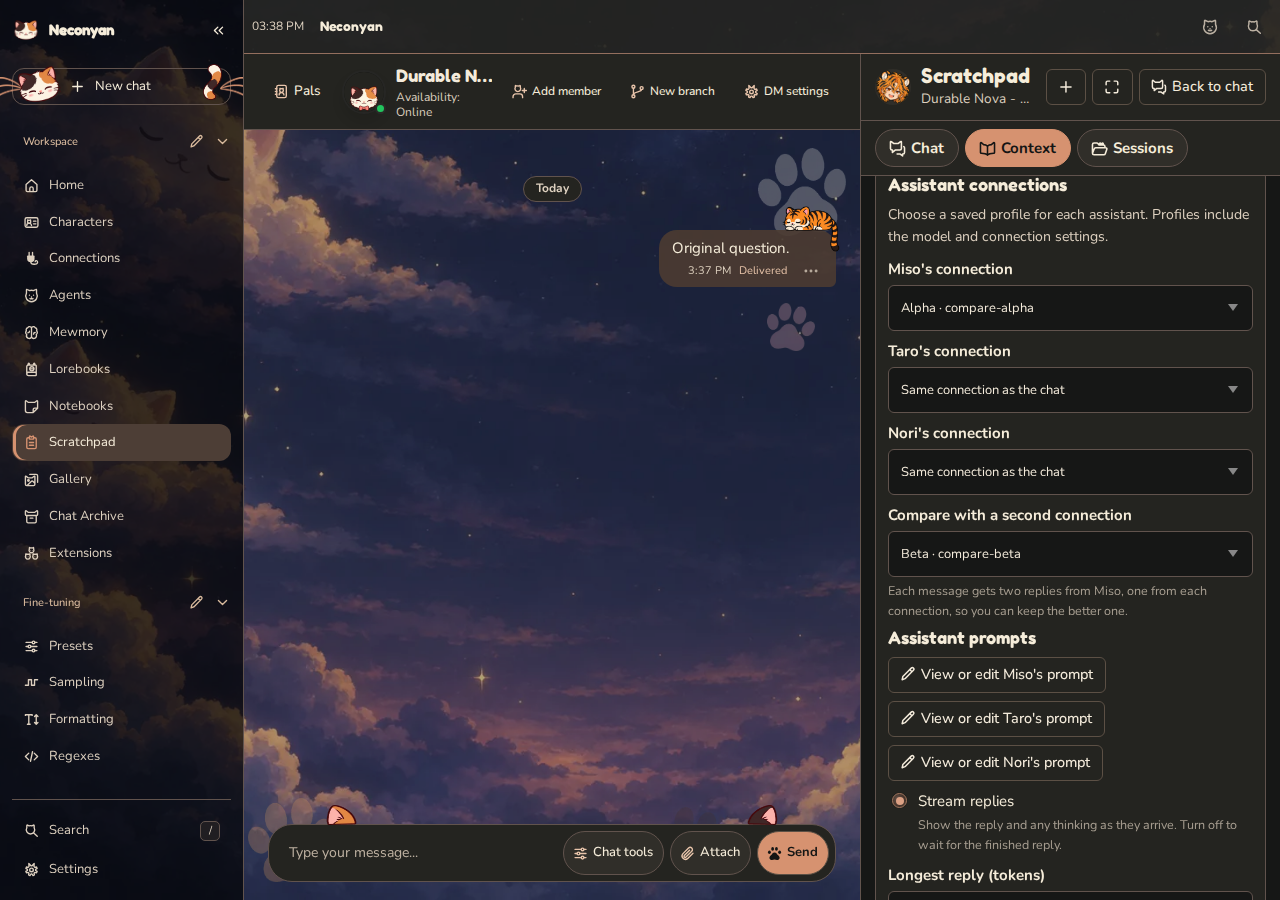 Neconyan
New chat
Workspace
Home
Characters
Connections
Agents
Mewmory
Lorebooks
Notebooks
Scratchpad
Gallery
Chat Archive
Extensions
Fine-tuning
Presets
Sampling
Formatting
Regexes
Search
/
Settings
03:38 PM Neconyan
Pals
Durable N...
Availability:
Online
Add member
New branch
DM settings
Today
Original question.
3:37 PM Delivered
Type your message...
Chat tools
Attach
Send
Scratchpad
Durable Nova - ...
Back to chat
Chat
Context
Sessions
Assistant connections
Choose a saved profile for each assistant. Profiles include
the model and connection settings.
Miso's connection
Alpha · compare-alpha
Taro's connection
Same connection as the chat
Nori's connection
Same connection as the chat
Compare with a second connection
Beta · compare-beta
Each message gets two replies from Miso, one from each
connection, so you can keep the better one.
Assistant prompts
View or edit Miso's prompt
View or edit Taro's prompt
View or edit Nori's prompt
Stream replies
Show the reply and any thinking as they arrive. Turn off to
wait for the finished reply.
Longest reply (tokens)